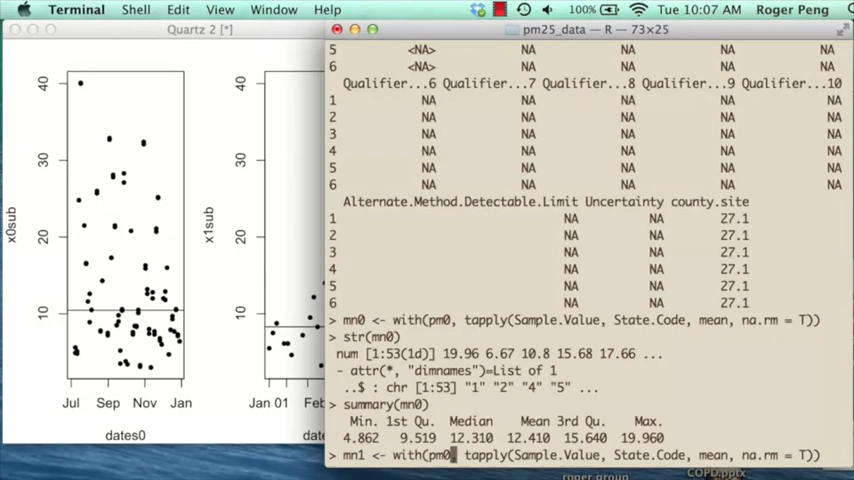 Terminal Shell Edit View Window Help 100% Tue 10:07 AM Roger Peng
Quartz 2 [*]
40
30
20
10
x0sub
Jul Sep Nov Jan
dates0
40
30
20
10
x1sub
Jan 01 Feb
pm25_data — R — 73×25
5 <NA> NA NA NA NA
6 <NA> NA NA NA NA
Qualifier...6 Qualifier...7 Qualifier...8 Qualifier...9 Qualifier...10
1 NA NA NA NA NA
2 NA NA NA NA NA
3 NA NA NA NA NA
4 NA NA NA NA NA
5 NA NA NA NA NA
6 NA NA NA NA NA
Alternate.Method.Detectable.Limit Uncertainty county.site
1 NA NA 27.1
2 NA NA 27.1
3 NA NA 27.1
4 NA NA 27.1
5 NA NA 27.1
6 NA NA 27.1
> mn0 <- with(pm0, tapply(Sample.Value, State.Code, mean, na.rm = T))
> str(mn0)
num [1:53(1d)] 19.96 6.67 10.8 15.68 17.66 ...
- attr(*, "dimnames")=List of 1
..$ : chr [1:53] "1" "2" "4" "5" ...
> summary(mn0)
Min. 1st Qu. Median Mean 3rd Qu. Max.
4.862 9.519 12.310 12.410 15.640 19.960
> mn1 <- with(pm0, tapply(Sample.Value, State.Code, mean, na.rm = T))
roger group
COPD.pptx